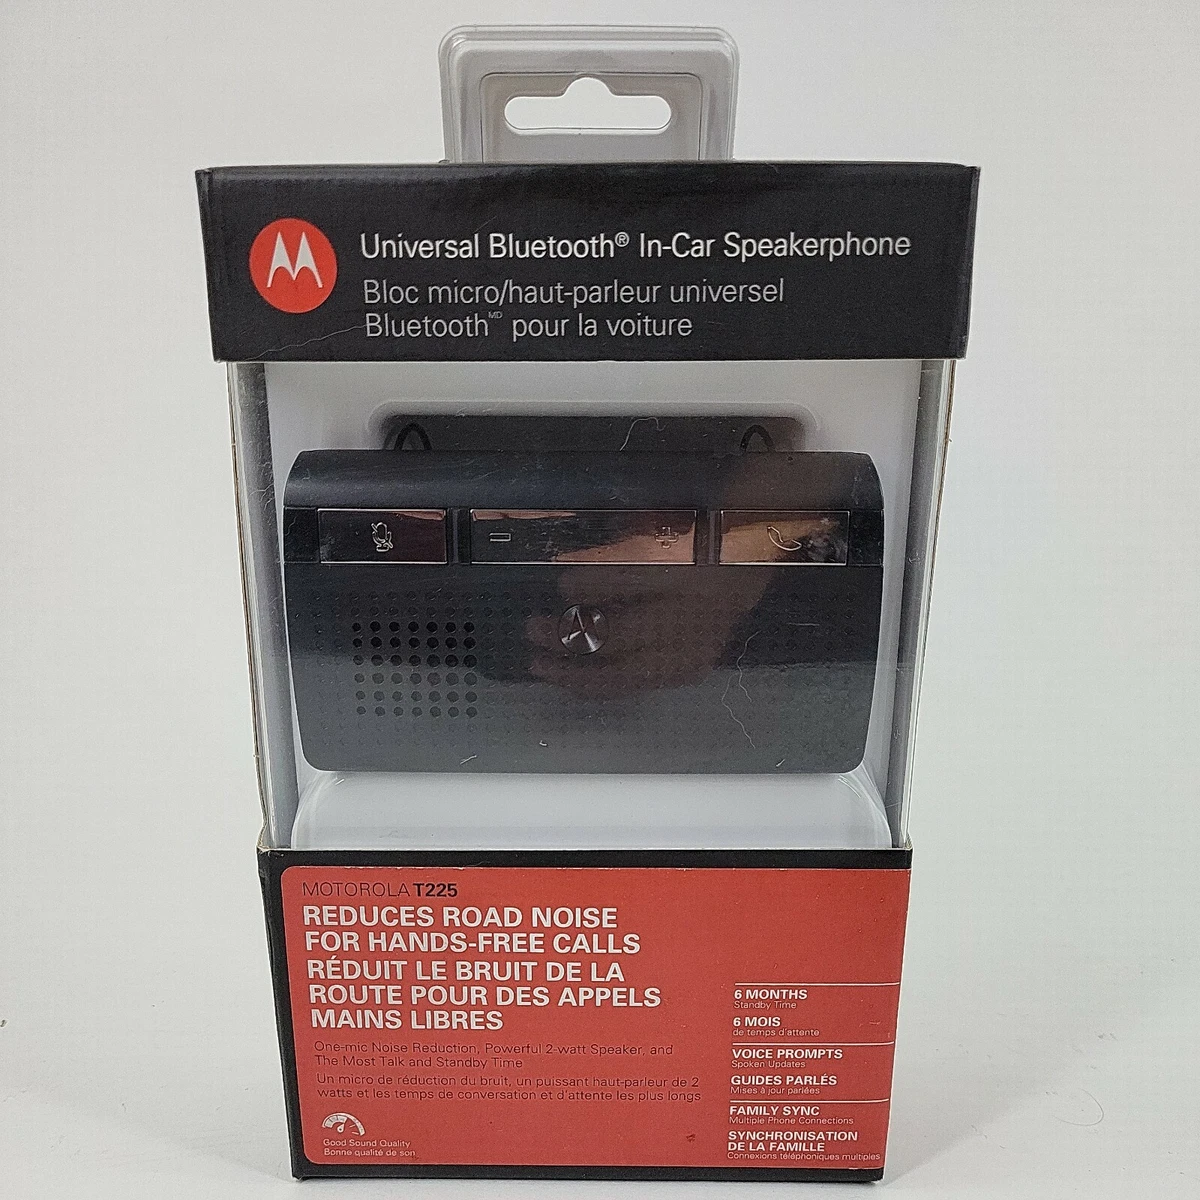 Universal Bluetooth® In-Car Speakerphone
Bloc micro/haut-parleur universel
Bluetooth MD pour la voiture
MOTOROLA T225
REDUCES ROAD NOISE
FOR HANDS-FREE CALLS
RÉDUIT LE BRUIT DE LA
ROUTE POUR DES APPELS
MAINS LIBRES
One-mic Noise Reduction, Powerful 2-watt Speaker, and
The Most Talk and Standby Time
Un micro de réduction du bruit, un puissant haut-parleur de 2
watts et les temps de conversation et d'attente les plus longs
Good Sound Quality
Bonne qualité de son
6 MONTHS
Standby Time
6 MOIS
de temps d'attente
VOICE PROMPTS
Spoken Updates
GUIDES PARLÉS
Mises à jour parlées
FAMILY SYNC
Multiple Phone Connections
SYNCHRONISATION
DE LA FAMILLE
Connexions téléphoniques multiples